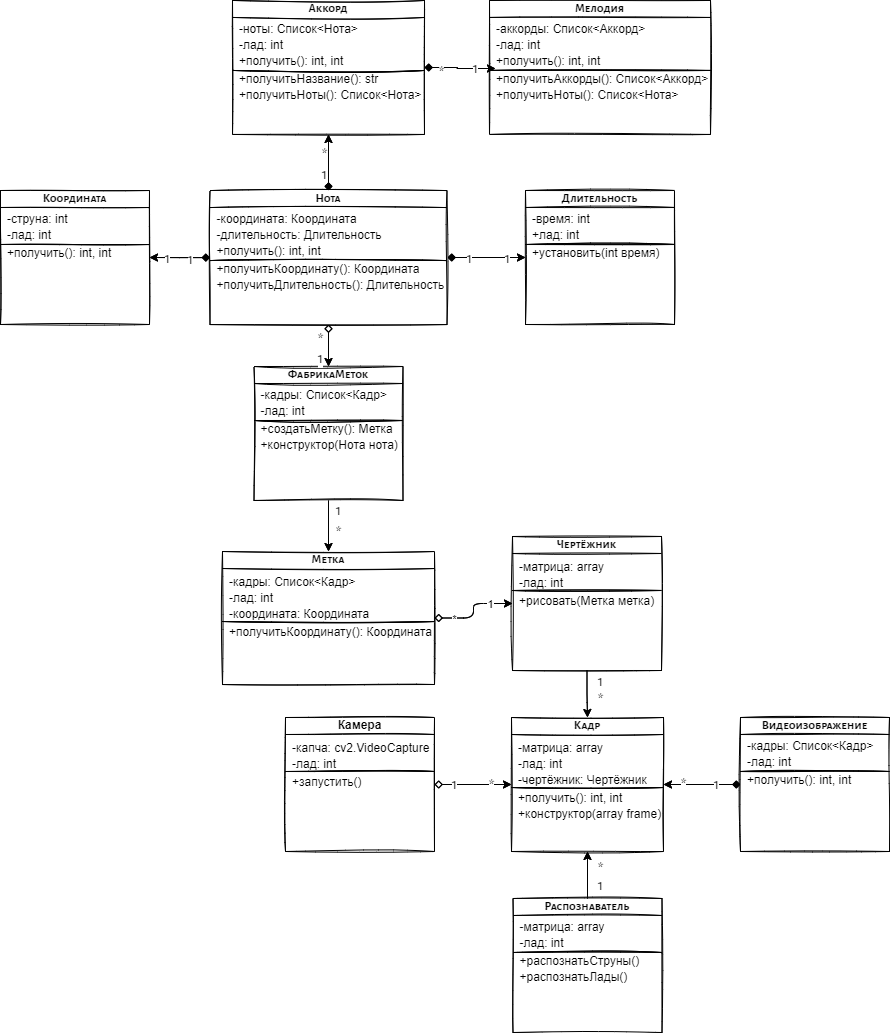 Аккорд
-ноты: Список<Нота>
-лад: int
+получить(): int, int
+получитьНазвание(): str
+получитьНоты(): Список<Нота>
* 1
Мелодия
-аккорды: Список<Аккорд>
-лад: int
+получить(): int, int
+получитьАккорды(): Список<Аккорд>
+получитьНоты(): Список<Нота>
*
1
Координата
-струна: int
-лад: int
+получить(): int, int
1 1
Нота
-координата: Координата
-длительность: Длительность
+получить(): int, int
+получитьКоординату(): Координата
+получитьДлительность(): Длительность
1 1
Длительность
-время: int
+лад: int
+установить(int время)
*
1
ФабрикаМеток
-кадры: Список<Кадр>
-лад: int
+создатьМетку(): Метка
+конструктор(Нота нота)
1
*
Метка
-кадры: Список<Кадр>
-лад: int
-координата: Координата
+получитьКоординату(): Координата
* 1
Чертёжник
-матрица: array
-лад: int
+рисовать(Метка метка)
1
*
Камера
-капча: cv2.VideoCapture
-лад: int
+запустить()
1 *
Кадр
-матрица: array
-лад: int
-чертёжник: Чертёжник
+получить(): int, int
+конструктор(array frame)
* 1
Видеоизображение
-кадры: Список<Кадр>
-лад: int
+получить(): int, int
*
1
Распознаватель
-матрица: array
-лад: int
+распознатьСтруны()
+распознатьЛады()